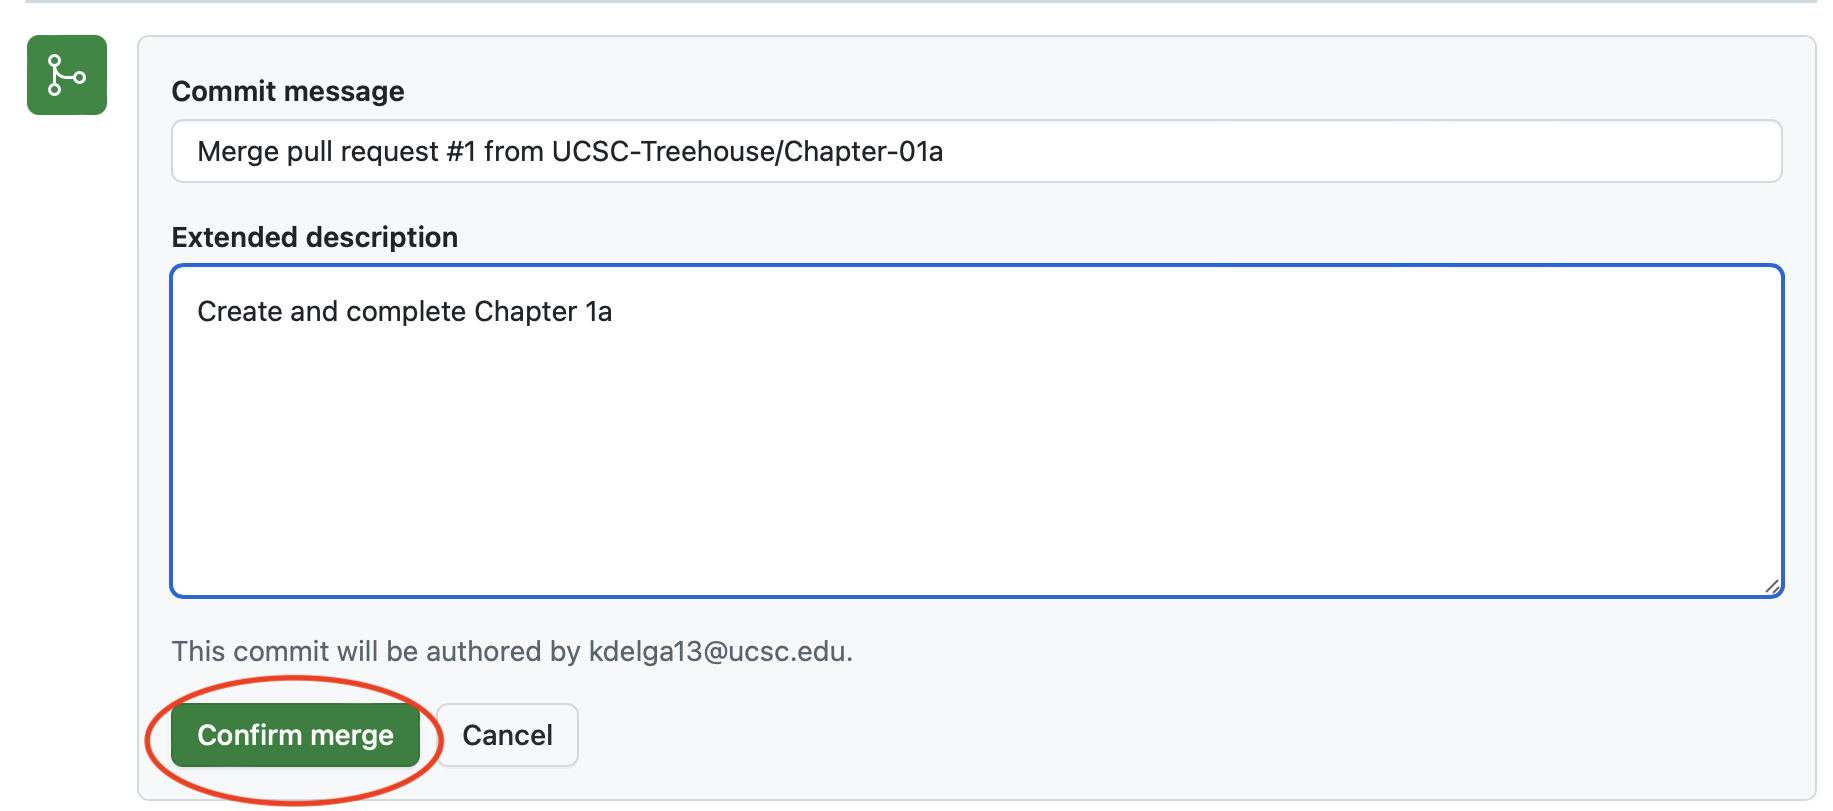 Commit message
Merge pull request #1 from UCSC-Treehouse/Chapter-01a
Extended description
Create and complete Chapter 1a
This commit will be authored by kdelga13@ucsc.edu.
Confirm merge
Cancel